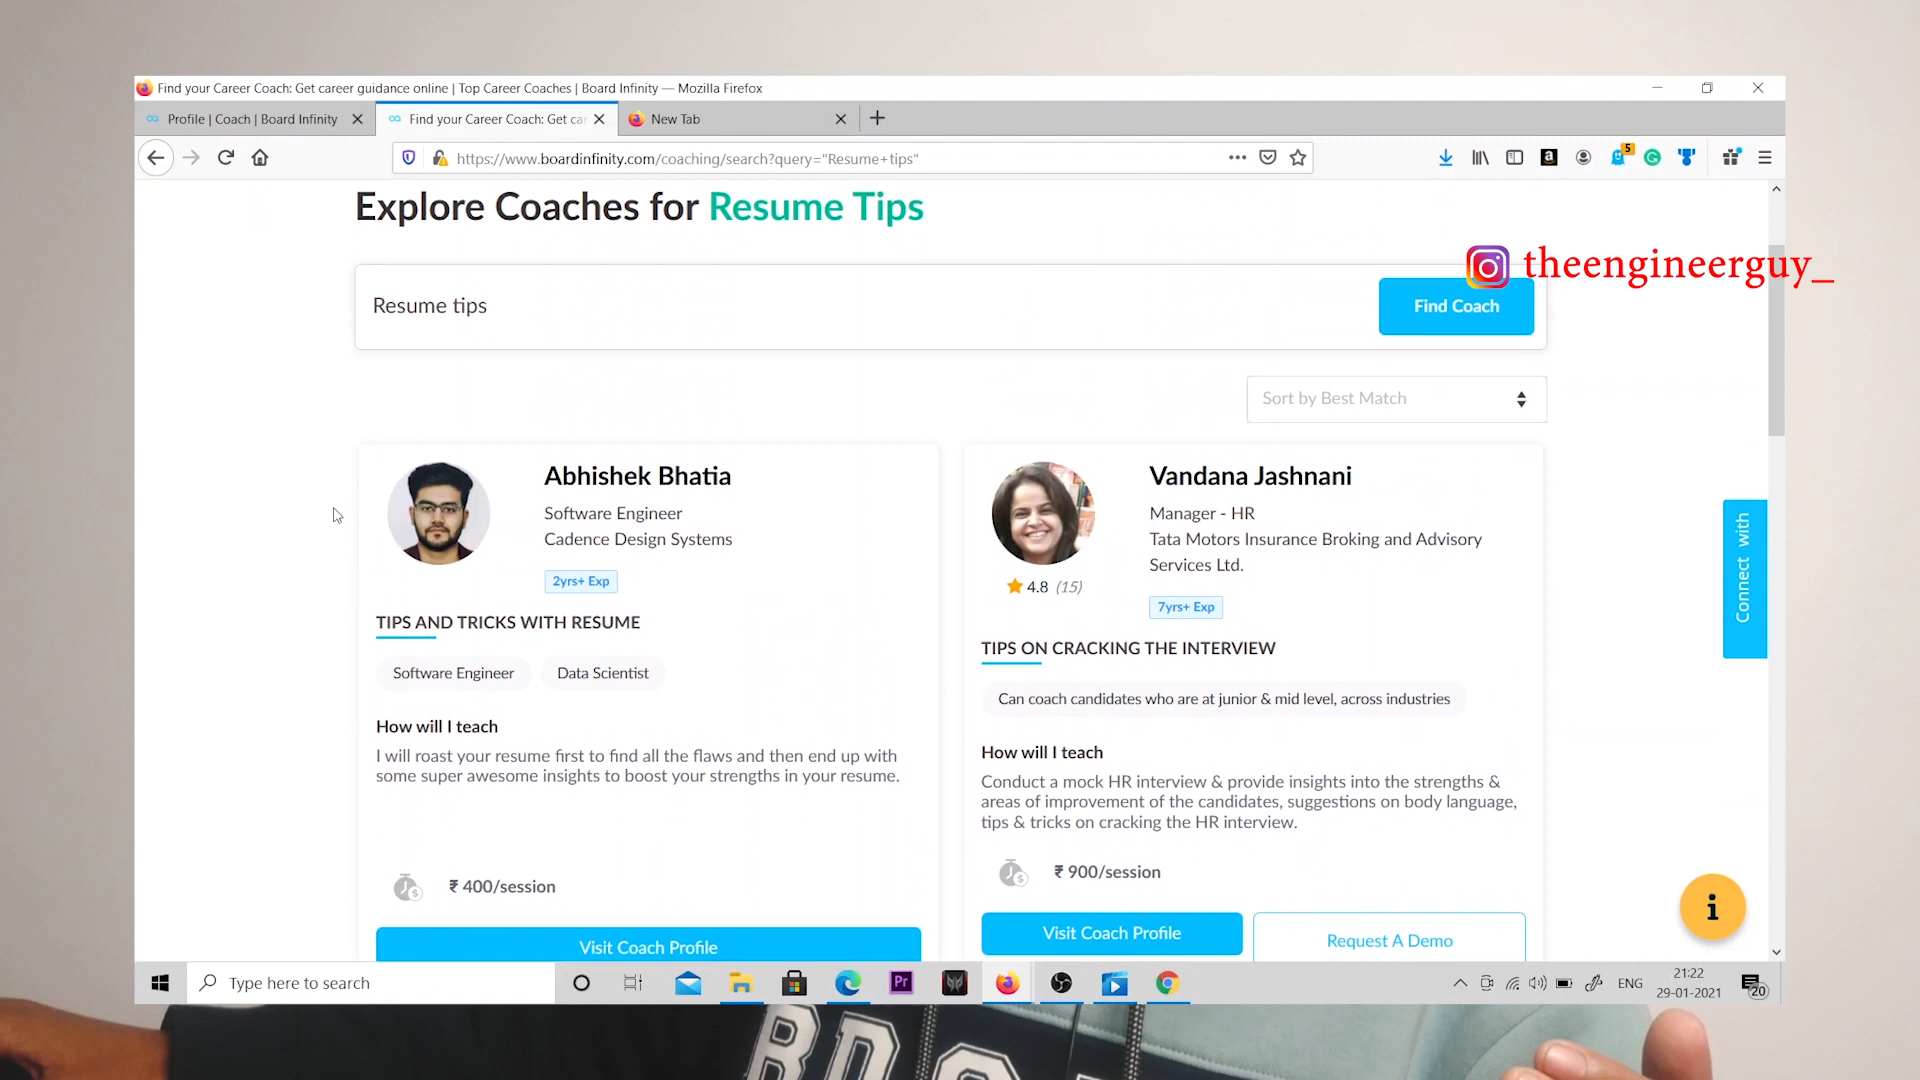 Find your Career Coach: Get career guidance online | Top Career Coaches | Board Infinity — Mozilla Firefox
Profile | Coach | Board Infinity
Find your Career Coach: Get ca
New Tab
https://www.boardinfinity.com/coaching/search?query="Resume+tips"
5
Explore Coaches for Resume Tips
theengineerguy_
Resume tips
Find Coach
Sort by Best Match
Abhishek Bhatia
Software Engineer
Cadence Design Systems
2yrs+ Exp
TIPS AND TRICKS WITH RESUME
Software Engineer
Data Scientist
How will I teach
I will roast your resume first to find all the flaws and then end up with
some super awesome insights to boost your strengths in your resume.
₹ 400/session
Visit Coach Profile
Vandana Jashnani
Manager - HR
Tata Motors Insurance Broking and Advisory
Services Ltd.
4.8 (15)
7yrs+ Exp
TIPS ON CRACKING THE INTERVIEW
Can coach candidates who are at junior & mid level, across industries
How will I teach
Conduct a mock HR interview & provide insights into the strengths &
areas of improvement of the candidates, suggestions on body language,
tips & tricks on cracking the HR interview.
₹ 900/session
Visit Coach Profile
Request A Demo
Connect with
i
Type here to search
Pr
ENG
21:22
29-01-2021
20